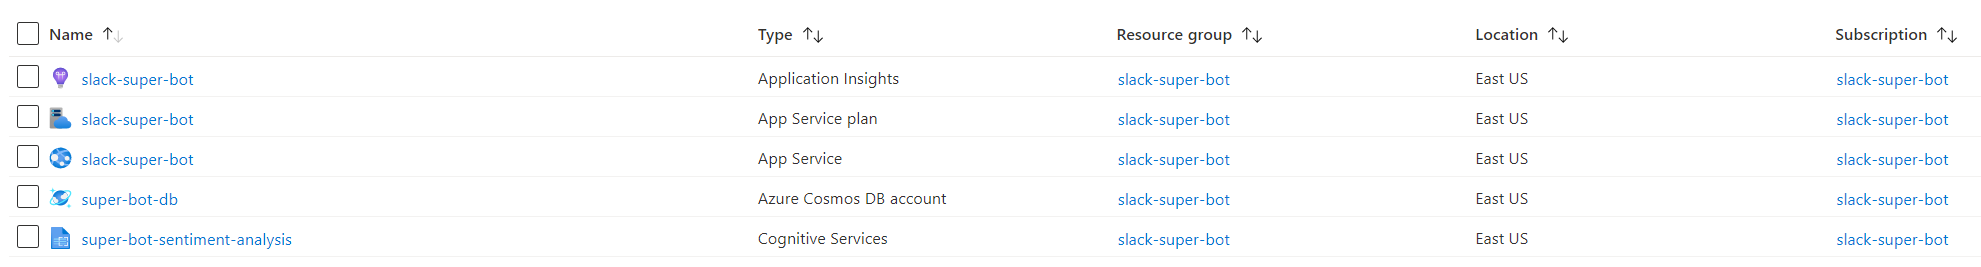 Name Type Resource group Location Subscription
slack-super-bot Application Insights slack-super-bot East US slack-super-bot
slack-super-bot App Service plan slack-super-bot East US slack-super-bot
slack-super-bot App Service slack-super-bot East US slack-super-bot
super-bot-db Azure Cosmos DB account slack-super-bot East US slack-super-bot
super-bot-sentiment-analysis Cognitive Services slack-super-bot East US slack-super-bot